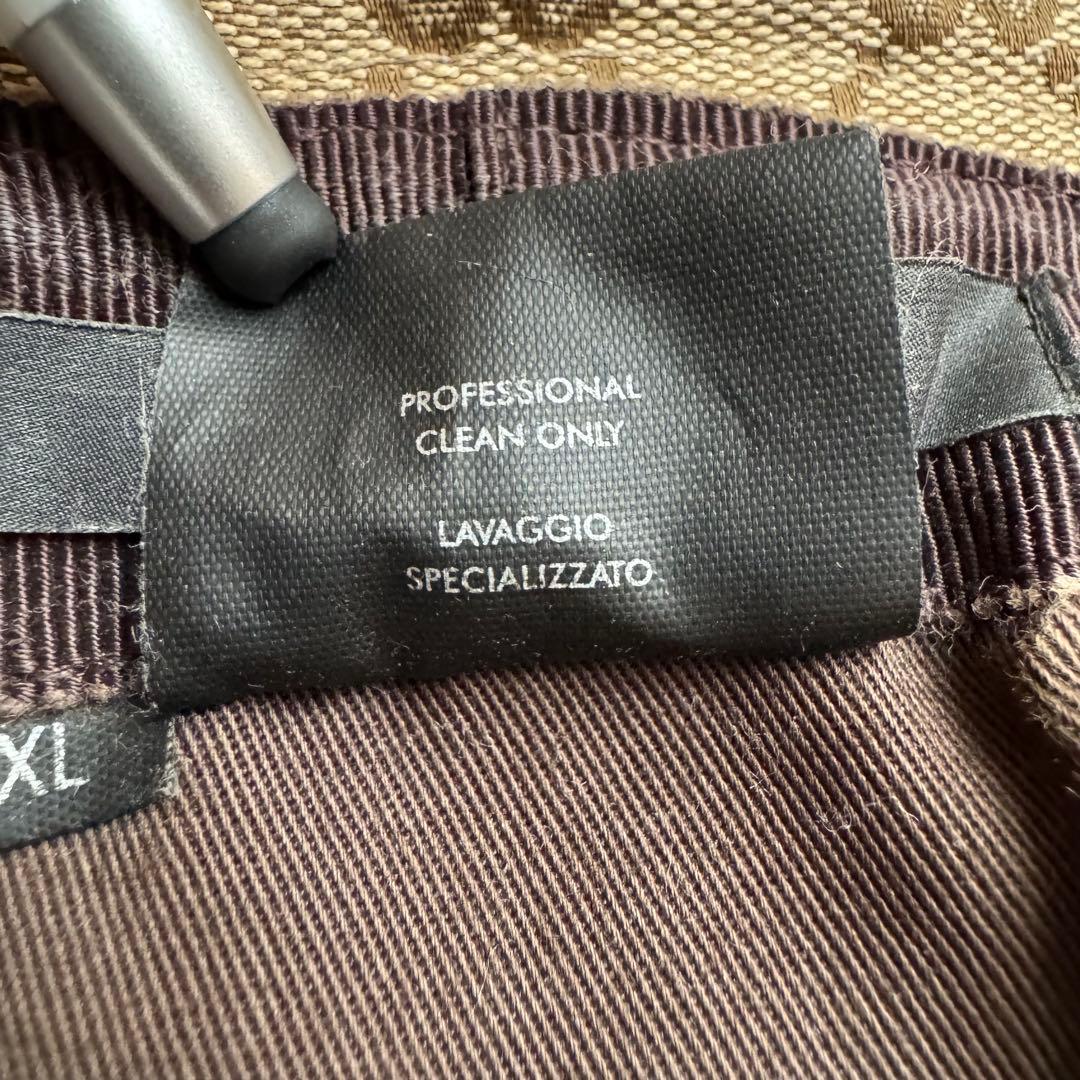 PROFESSIONAL
CLEAN ONLY
LAVAGGIO
SPECIALIZZATO
XL